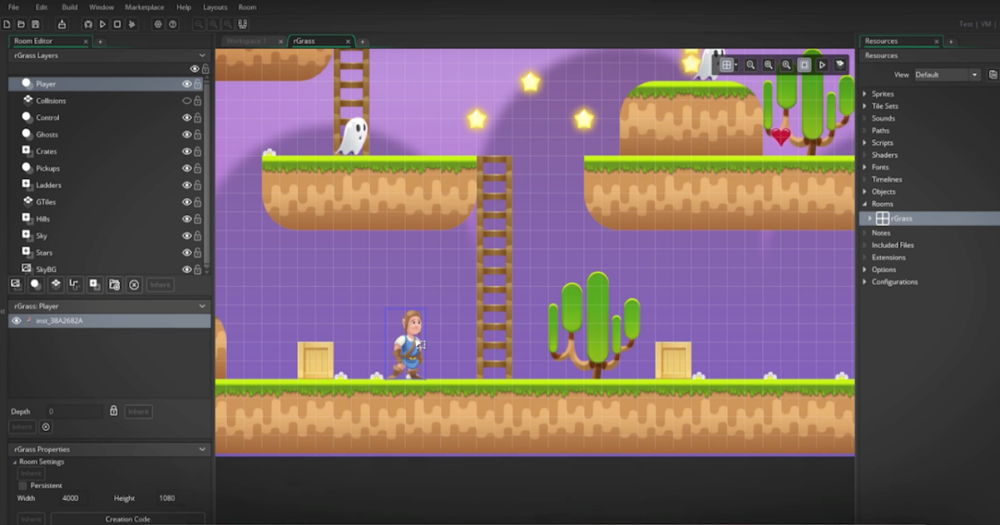 File Edit Build Window Marketplace Help Layouts Room
Test | VM |
Room Editor
Workspace 1
rGrass
Resources
rGrass Layers
Resources
View Default
Player
Collisions
Control
Ghosts
Crates
Pickups
Ladders
GTiles
Hills
Sky
Stars
SkyBG
Inherit
Sprites
Tile Sets
Sounds
Paths
Scripts
Shaders
Fonts
Timelines
Objects
Rooms
rGrass
Notes
Included Files
Extensions
Options
Configurations
rGrass: Player
inst_38A2682A
Depth 0 Inherit
Inherit
rGrass Properties
Room Settings
Inherit
Persistent
Width 4000 Height 1080
Inherit Creation Code